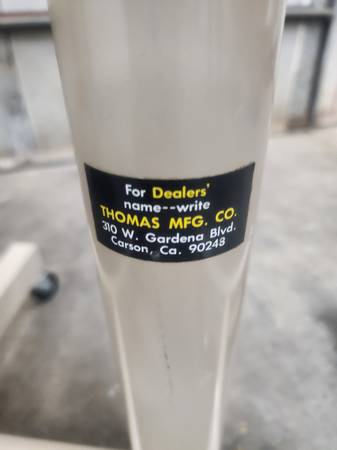 For Dealers'
name--write
THOMAS MFG. CO.
310 W. Gardena Blvd.
Carson, Ca. 90248